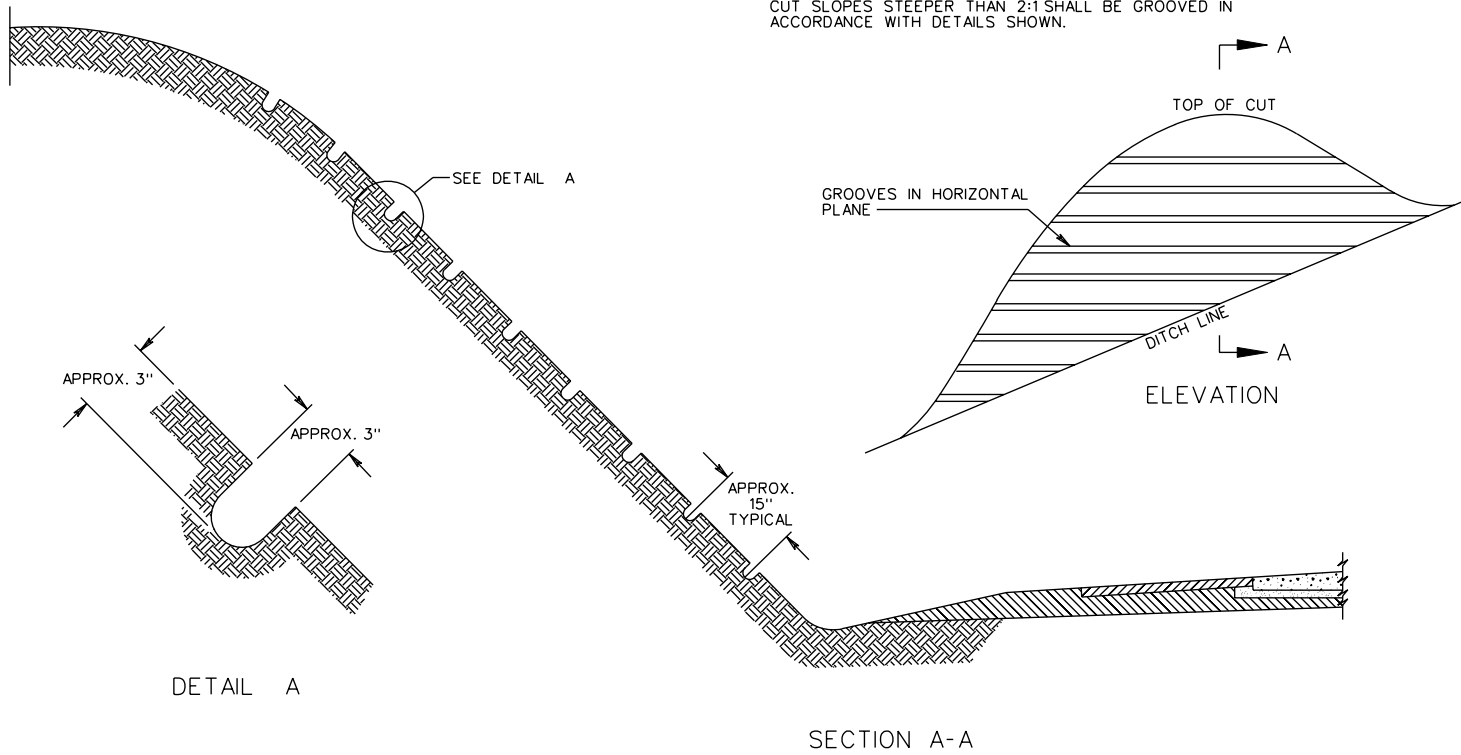 CUT SLOPES STEEPER THAN 2:1 SHALL BE GROOVED IN
ACCORDANCE WITH DETAILS SHOWN.
A
TOP OF CUT
SEE DETAIL A
GROOVES IN HORIZONTAL
PLANE
DITCH LINE
A
ELEVATION
APPROX. 3"
APPROX. 3"
APPROX.
15"
TYPICAL
DETAIL A
SECTION A-A